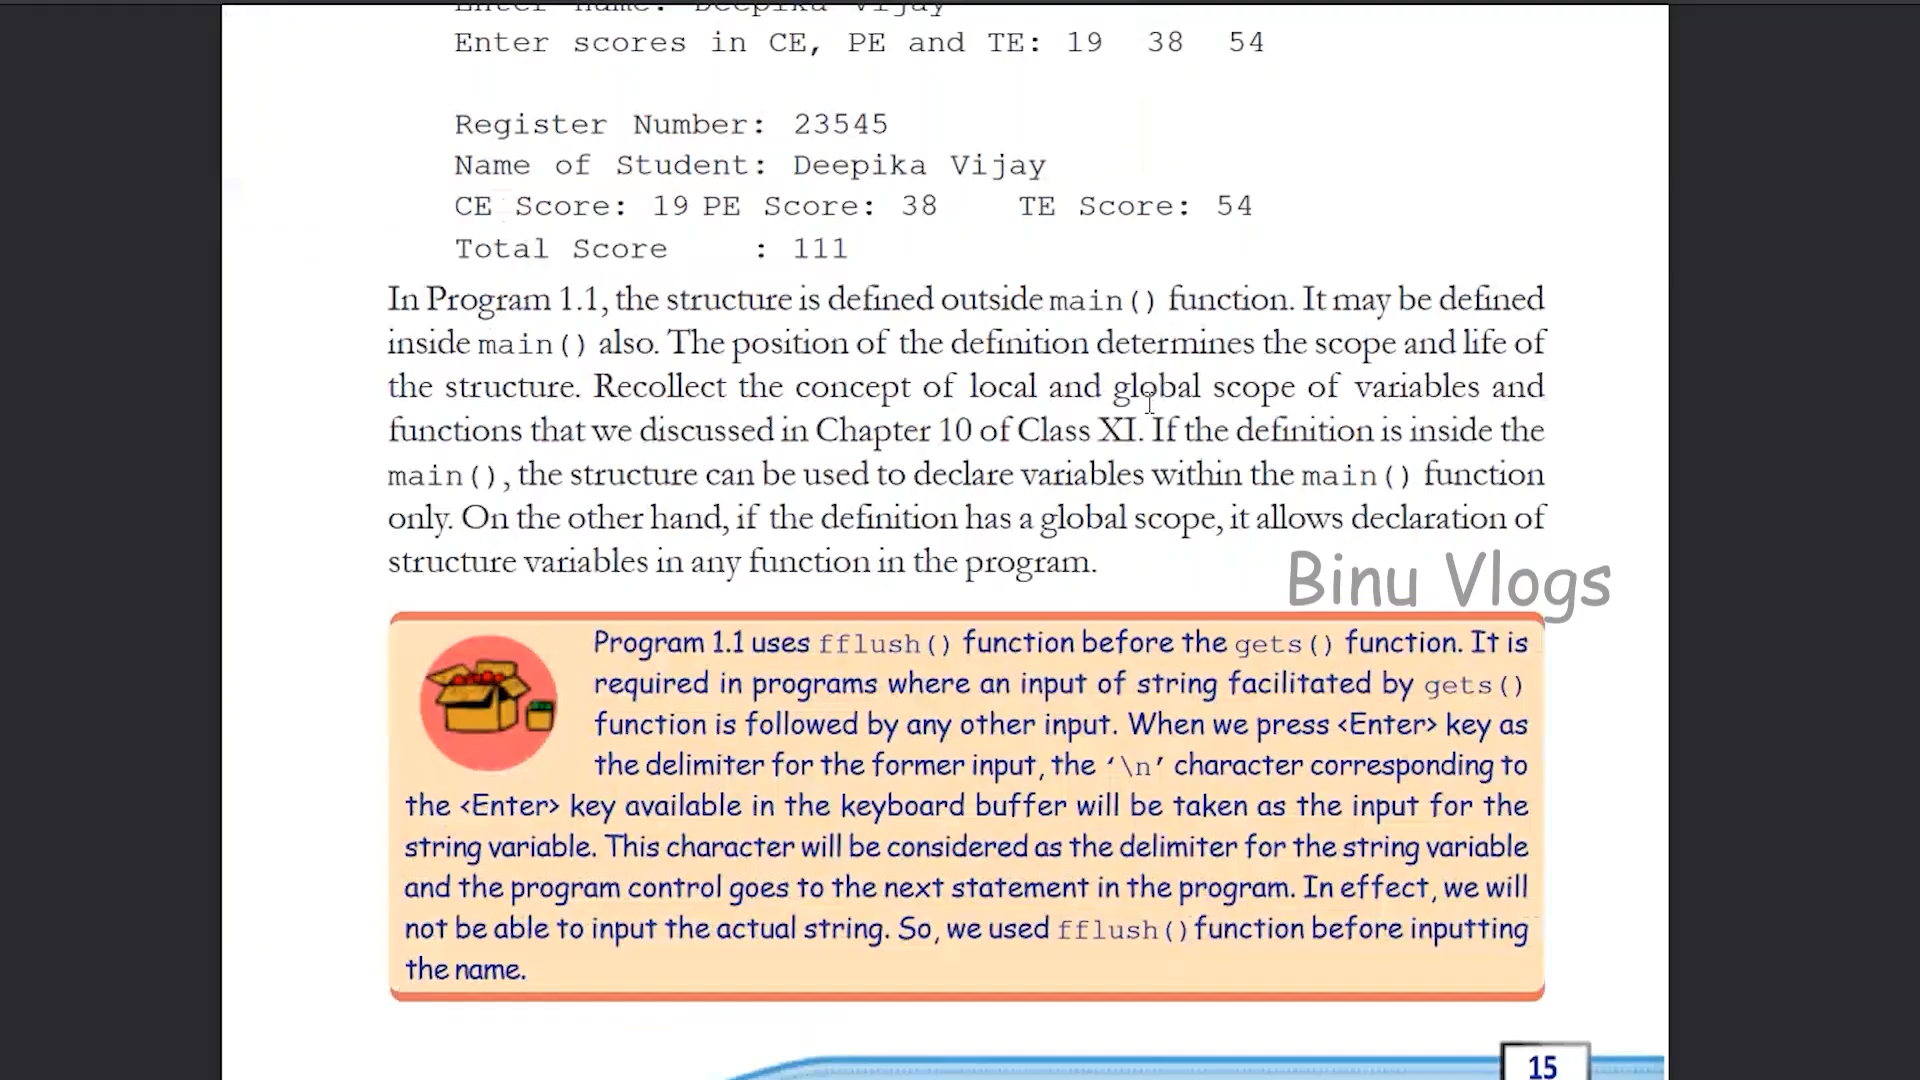 Enter name: Deepika Vijay
Enter scores in CE, PE and TE: 19 38 54
Register Number: 23545
Name of Student: Deepika Vijay
CE Score: 19 PE Score: 38 TE Score: 54
Total Score : 111
In Program 1.1, the structure is defined outside main() function. It may be defined
inside main() also. The position of the definition determines the scope and life of
the structure. Recollect the concept of local and global scope of variables and
functions that we discussed in Chapter 10 of Class XI. If the definition is inside the
main(), the structure can be used to declare variables within the main() function
only. On the other hand, if the definition has a global scope, it allows declaration of
structure variables in any function in the program.
Binu Vlogs
Program 1.1 uses fflush() function before the gets() function. It is
required in programs where an input of string facilitated by gets()
function is followed by any other input. When we press <Enter> key as
the delimiter for the former input, the ‘\n’ character corresponding to
the <Enter> key available in the keyboard buffer will be taken as the input for the
string variable. This character will be considered as the delimiter for the string variable
and the program control goes to the next statement in the program. In effect, we will
not be able to input the actual string. So, we used fflush() function before inputting
the name.
15